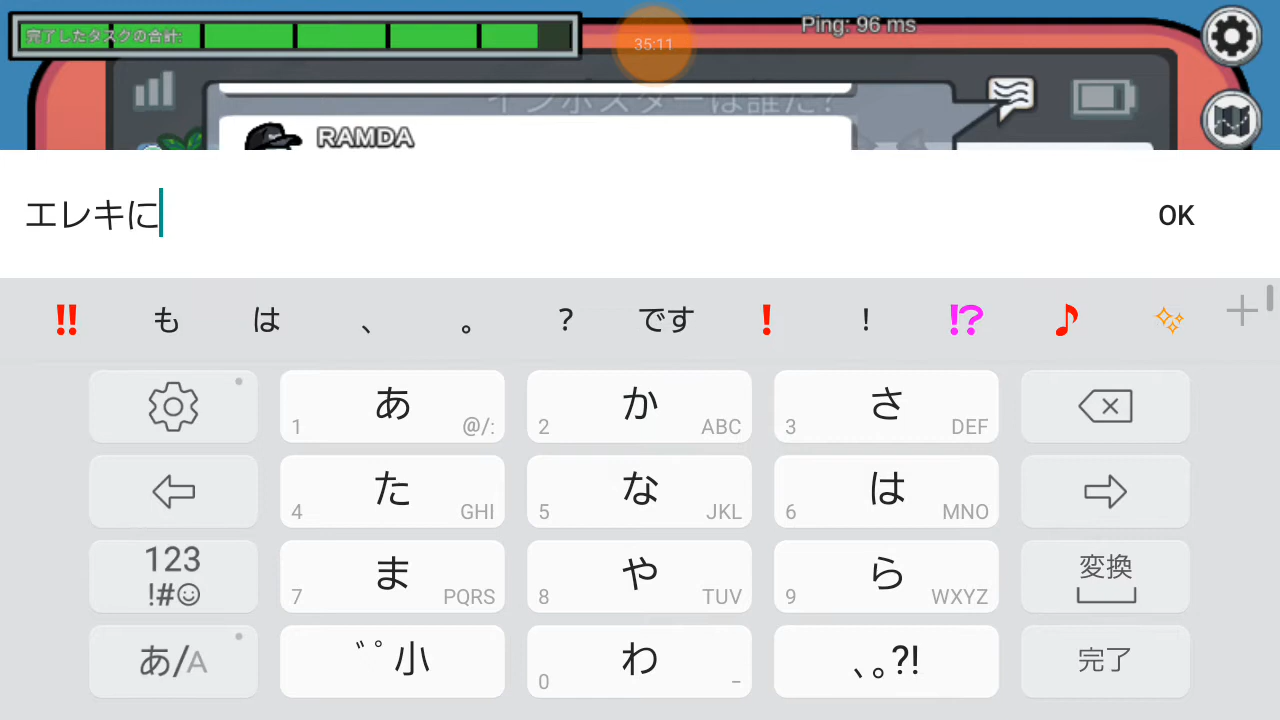 完了したタスクの合計:
35:11
Ping: 96 ms
インポスターは誰だ?
RAMDA
エレキに
OK
‼ も は 、 。 ? です ❗ ! ⁉ ♪ ✨ +
あ 1 @/:
か 2 ABC
さ 3 DEF
た 4 GHI
な 5 JKL
は 6 MNO
123
!#☺
ま 7 PQRS
や 8 TUV
ら 9 WXYZ
変換
あ/A
゛゜小
わ 0 -
、。?!
完了